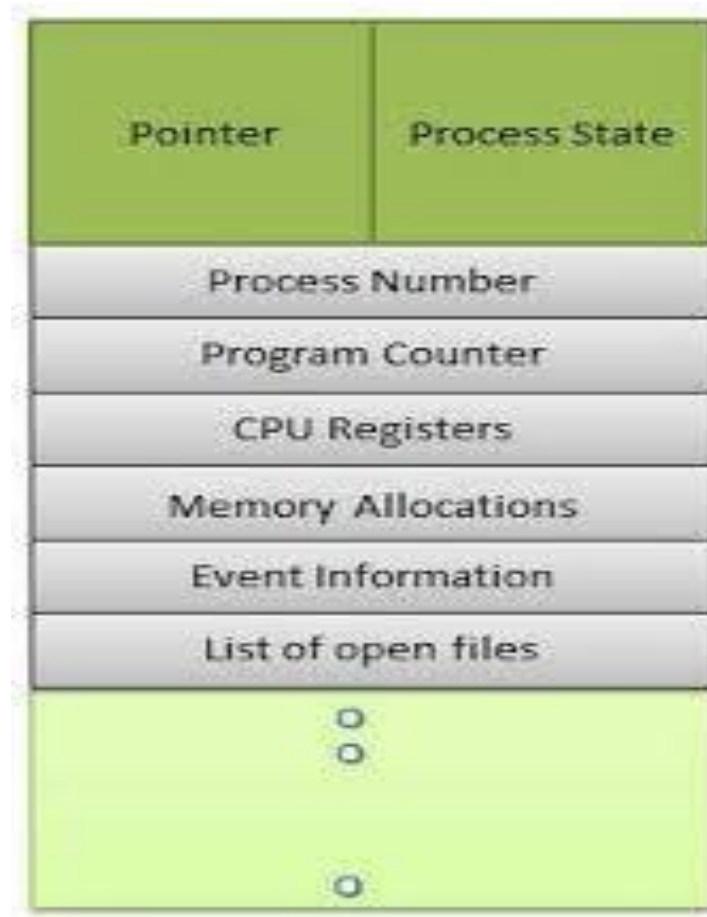 Pointer Process State
Process Number
Program Counter
CPU Registers
Memory Allocations
Event Information
List of open files